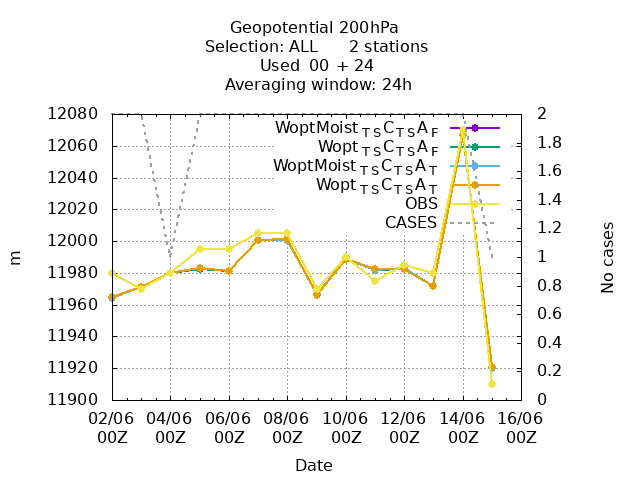 Geopotential 200hPa
Selection: ALL 2 stations
Used 00 + 24
Averaging window: 24h
12080
12060
12040
12020
12000
11980
11960
11940
11920
11900
m
WoptMoist TS C TS A F
Wopt TS C TS A F
WoptMoist TS C TS A T
Wopt TS C TS A T
OBS
CASES
2
1.8
1.6
1.4
1.2
1
0.8
0.6
0.4
0.2
0
No cases
02/06 04/06 06/06 08/06 10/06 12/06 14/06 16/06
00Z 00Z 00Z 00Z 00Z 00Z 00Z 00Z
Date